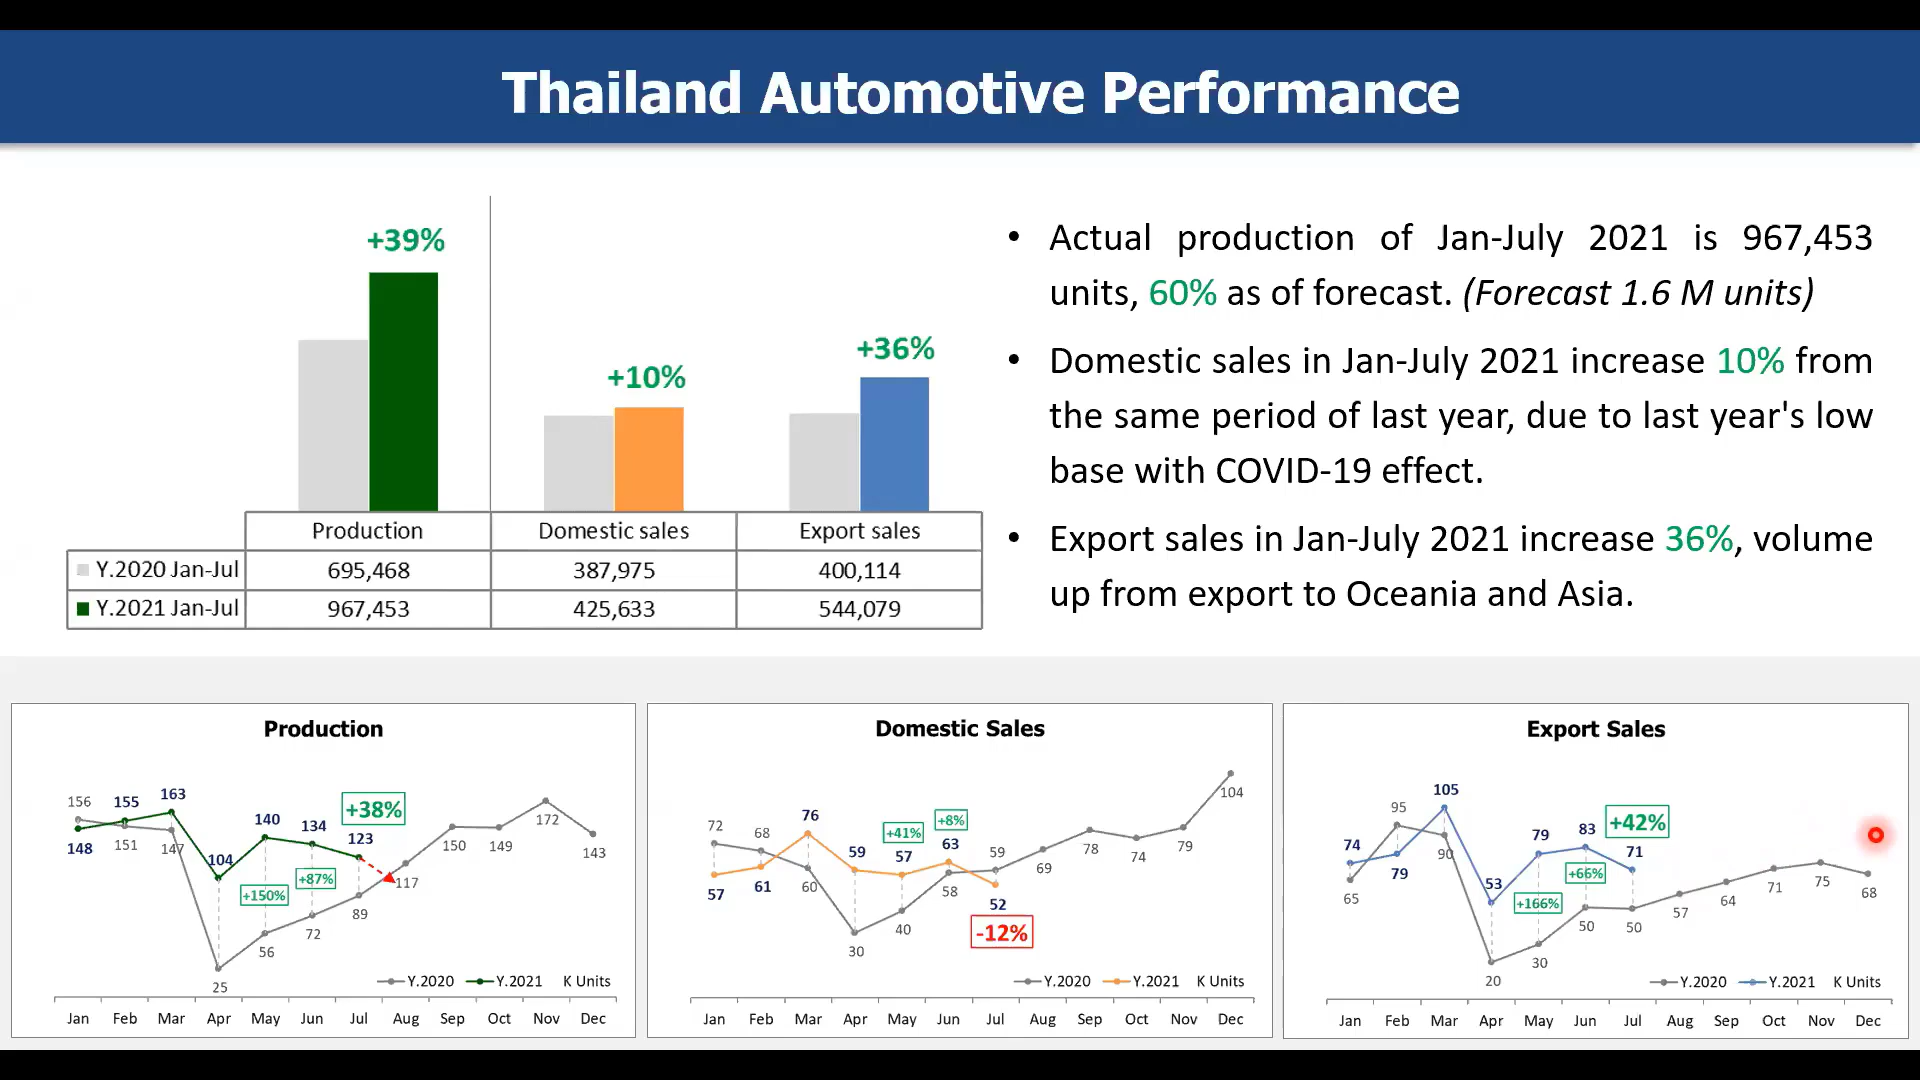 Thailand Automotive Performance
+39%
+10%
+36%
Production Domestic sales Export sales
Y.2020 Jan-Jul 695,468 387,975 400,114
Y.2021 Jan-Jul 967,453 425,633 544,079
• Actual production of Jan-July 2021 is 967,453
units, 60% as of forecast. (Forecast 1.6 M units)
• Domestic sales in Jan-July 2021 increase 10% from
the same period of last year, due to last year's low
base with COVID-19 effect.
• Export sales in Jan-July 2021 increase 36%, volume
up from export to Oceania and Asia.
Production
156 155 163 140 134 +38% 123
148 151 147 104 +150% +87% 117 150 149 172 143
25 56 72 89
Y.2020 Y.2021 K Units
Jan Feb Mar Apr May Jun Jul Aug Sep Oct Nov Dec
Domestic Sales
72 68 76 59 +41% 57 +8% 63 59
57 61 60 30 40 58 52 69 78 74 79 104
-12%
Y.2020 Y.2021 K Units
Jan Feb Mar Apr May Jun Jul Aug Sep Oct Nov Dec
Export Sales
74 95 105 79 83 +42% 71
65 79 90 53 +166% +66%
20 30 50 50 57 64 71 75 68
Y.2020 Y.2021 K Units
Jan Feb Mar Apr May Jun Jul Aug Sep Oct Nov Dec